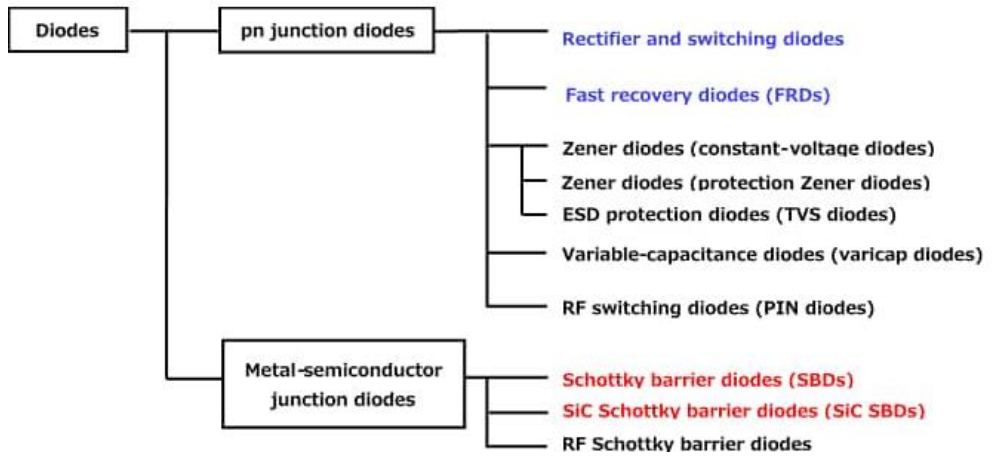 Diodes
pn junction diodes
Rectifier and switching diodes
Fast recovery diodes (FRDs)
Zener diodes (constant-voltage diodes)
Zener diodes (protection Zener diodes)
ESD protection diodes (TVS diodes)
Variable-capacitance diodes (varicap diodes)
RF switching diodes (PIN diodes)
Metal-semiconductor
junction diodes
Schottky barrier diodes (SBDs)
SiC Schottky barrier diodes (SiC SBDs)
RF Schottky barrier diodes